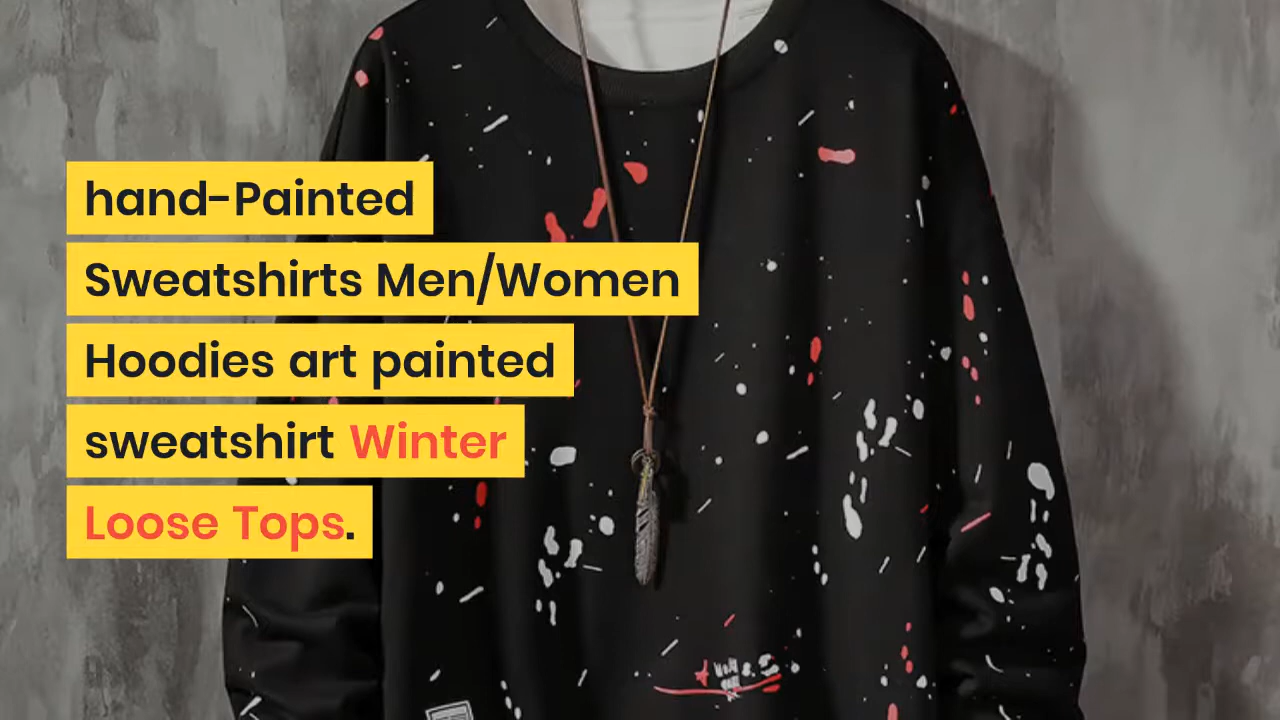 hand-Painted
Sweatshirts Men/Women
Hoodies art painted
sweatshirt Winter
Loose Tops.